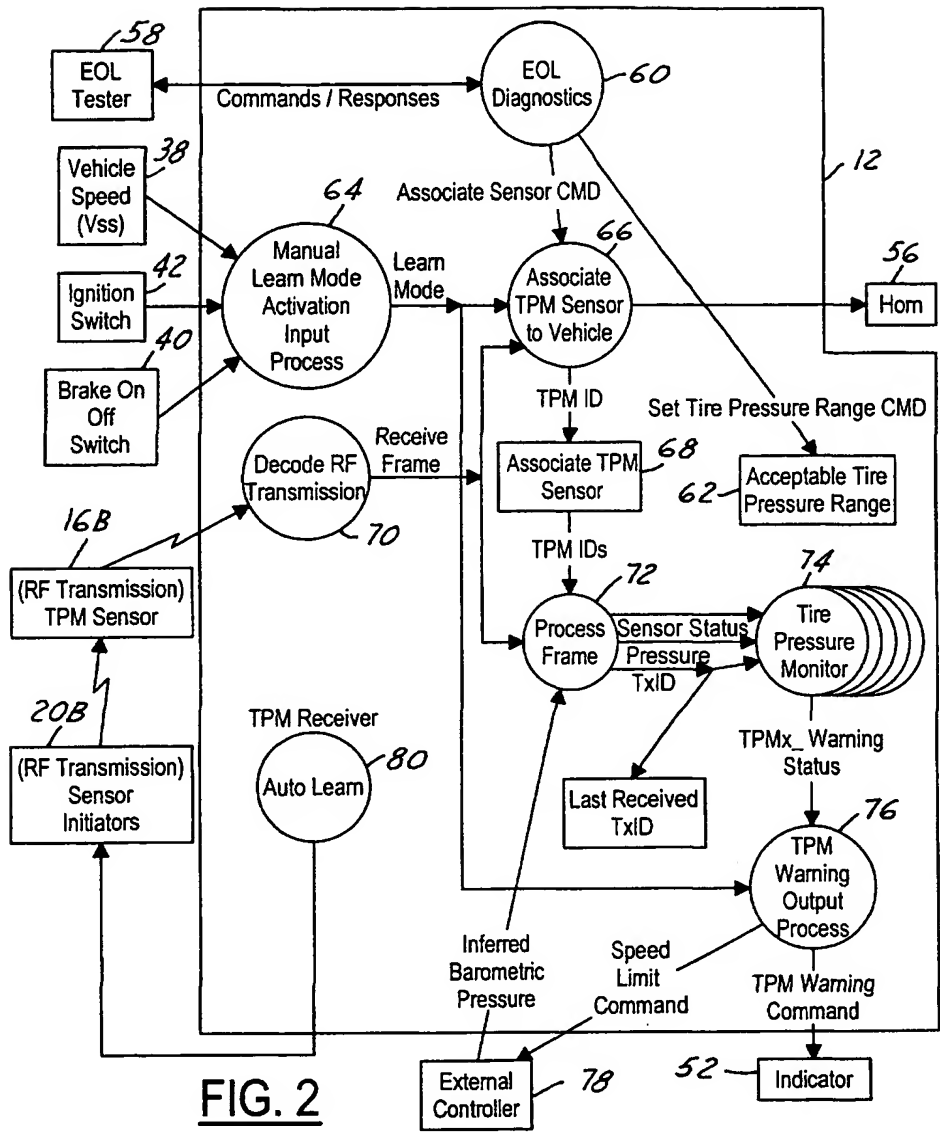 58
EOL
Tester
Commands / Responses
EOL
Diagnostics
60
38
Vehicle
Speed
(Vss)
12
64
Associate Sensor CMD
66
Manual
Learn Mode
Activation
Input
Process
Learn
Mode
Associate
TPM Sensor
to Vehicle
56
Horn
42
Ignition
Switch
40
Brake On
Off
Switch
TPM ID
Set Tire Pressure Range CMD
Decode RF
Transmission
70
Receive
Frame
Associate TPM
Sensor
68
62
Acceptable Tire
Pressure Range
16B
(RF Transmission)
TPM Sensor
TPM IDs
72
Process
Frame
Sensor Status
Pressure
TxID
74
Tire
Pressure
Monitor
20B
(RF Transmission)
Sensor
Initiators
TPM Receiver
80
Auto Learn
TPMx_ Warning
Status
Last Received
TxID
76
TPM
Warning
Output
Process
Inferred
Barometric
Pressure
Speed
Limit
Command
TPM Warning
Command
External
Controller
78
52
Indicator
FIG. 2